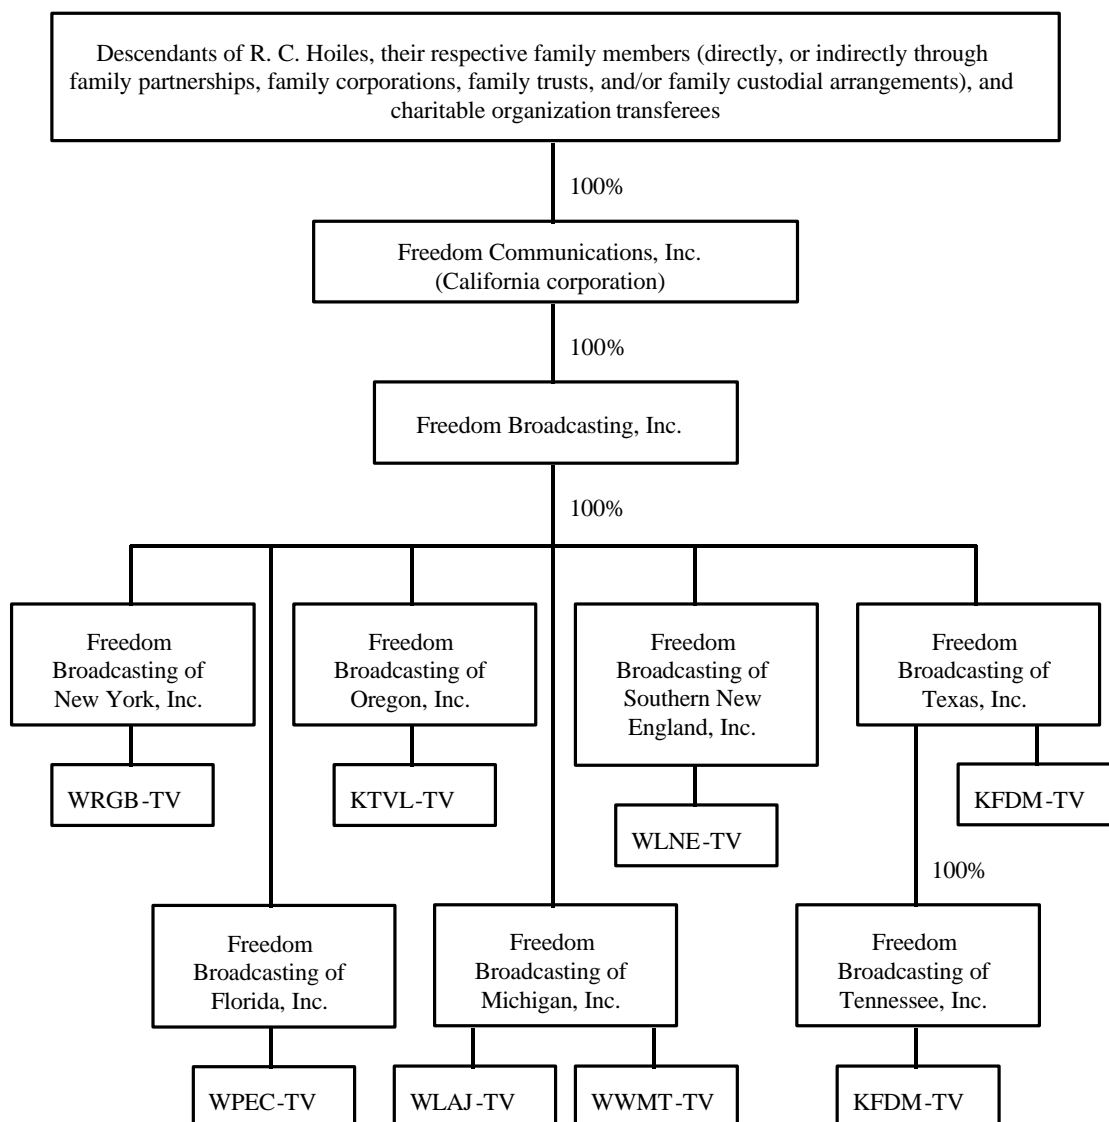 Descendants of R. C. Hoiles, their respective family members (directly, or indirectly through
family partnerships, family corporations, family trusts, and/or family custodial arrangements), and
charitable organization transferees
100%
Freedom Communications, Inc.
(California corporation)
100%
Freedom Broadcasting, Inc.
100%
Freedom
Broadcasting of
New York, Inc.
Freedom
Broadcasting of
Oregon, Inc.
Freedom
Broadcasting of
Southern New
England, Inc.
Freedom
Broadcasting of
Texas, Inc.
WRGB-TV
KTVL-TV
WLNE-TV
KFDM-TV
100%
Freedom
Broadcasting of
Florida, Inc.
Freedom
Broadcasting of
Michigan, Inc.
Freedom
Broadcasting of
Tennessee, Inc.
WPEC-TV
WLAJ-TV
WWMT-TV
KFDM-TV